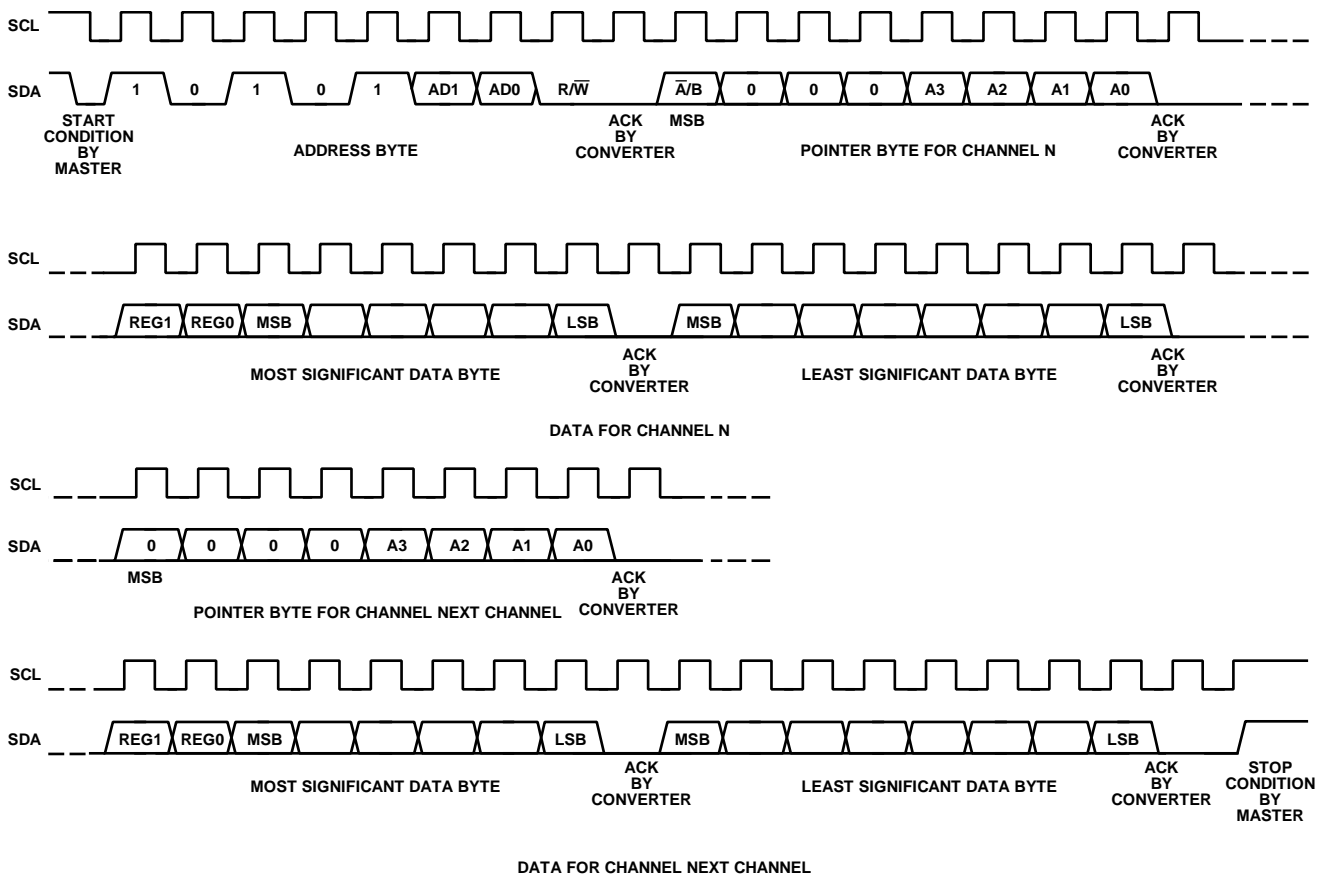 SCL
SDA 1 0 1 0 1 AD1 AD0 R/W̅ A̅/B 0 0 0 A3 A2 A1 A0
START CONDITION BY MASTER
ADDRESS BYTE
ACK BY CONVERTER
MSB
POINTER BYTE FOR CHANNEL N
ACK BY CONVERTER
SCL
SDA REG1 REG0 MSB LSB MSB LSB
MOST SIGNIFICANT DATA BYTE
ACK BY CONVERTER
LEAST SIGNIFICANT DATA BYTE
ACK BY CONVERTER
DATA FOR CHANNEL N
SCL
SDA 0 0 0 0 A3 A2 A1 A0
MSB
POINTER BYTE FOR CHANNEL NEXT CHANNEL
ACK BY CONVERTER
SCL
SDA REG1 REG0 MSB LSB MSB LSB
MOST SIGNIFICANT DATA BYTE
ACK BY CONVERTER
LEAST SIGNIFICANT DATA BYTE
ACK BY CONVERTER
STOP CONDITION BY MASTER
DATA FOR CHANNEL NEXT CHANNEL